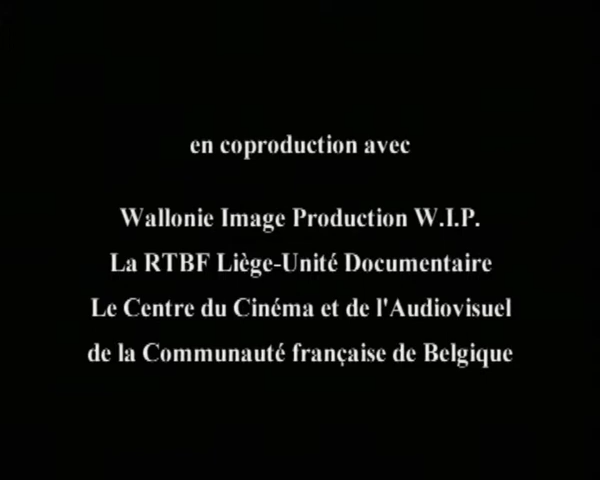 en coproduction avec
Wallonie Image Production W.I.P.
La RTBF Liège-Unité Documentaire
Le Centre du Cinéma et de l'Audiovisuel
de la Communauté française de Belgique